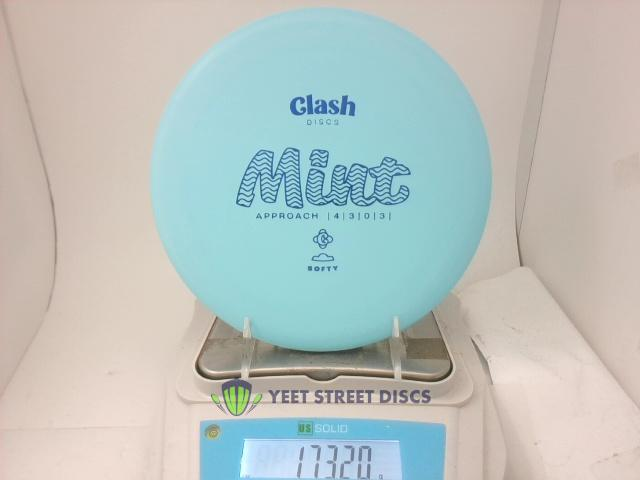 Clash
DISCS
Mint
APPROACH |4|3|0|3|
SOFTY
YEET STREET DISCS
US SOLID
173.20
g